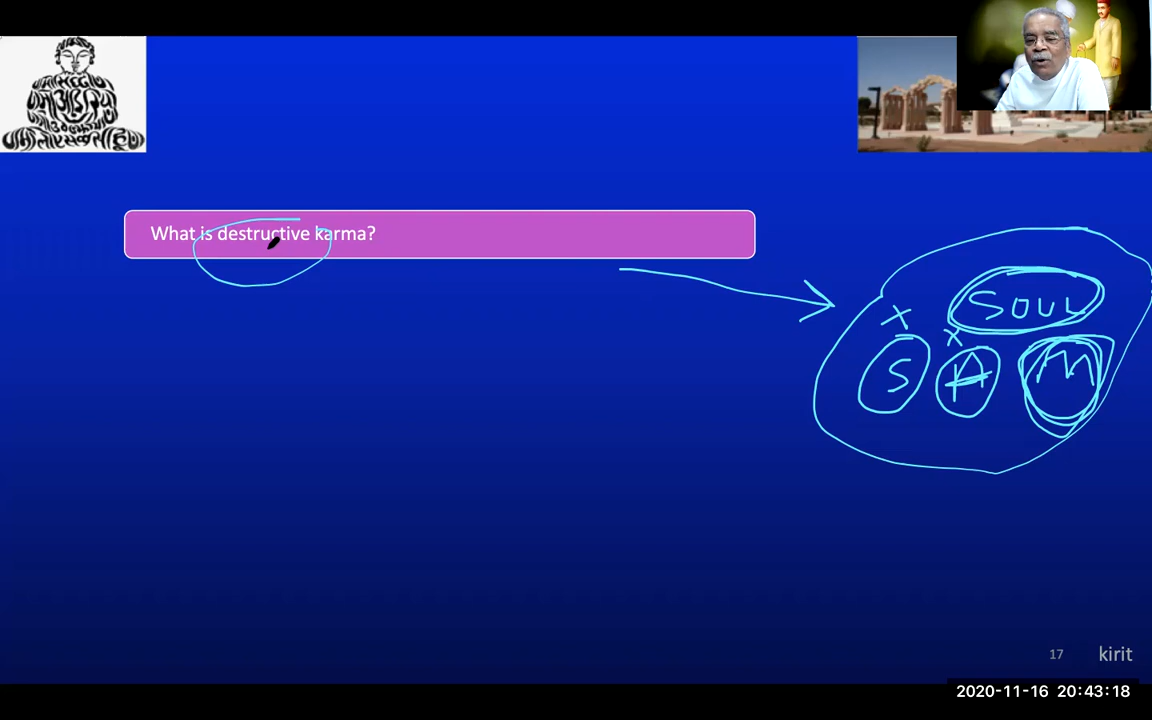 What is destructive karma?
SOUL
S A M
17 kirit
2020-11-16 20:43:18